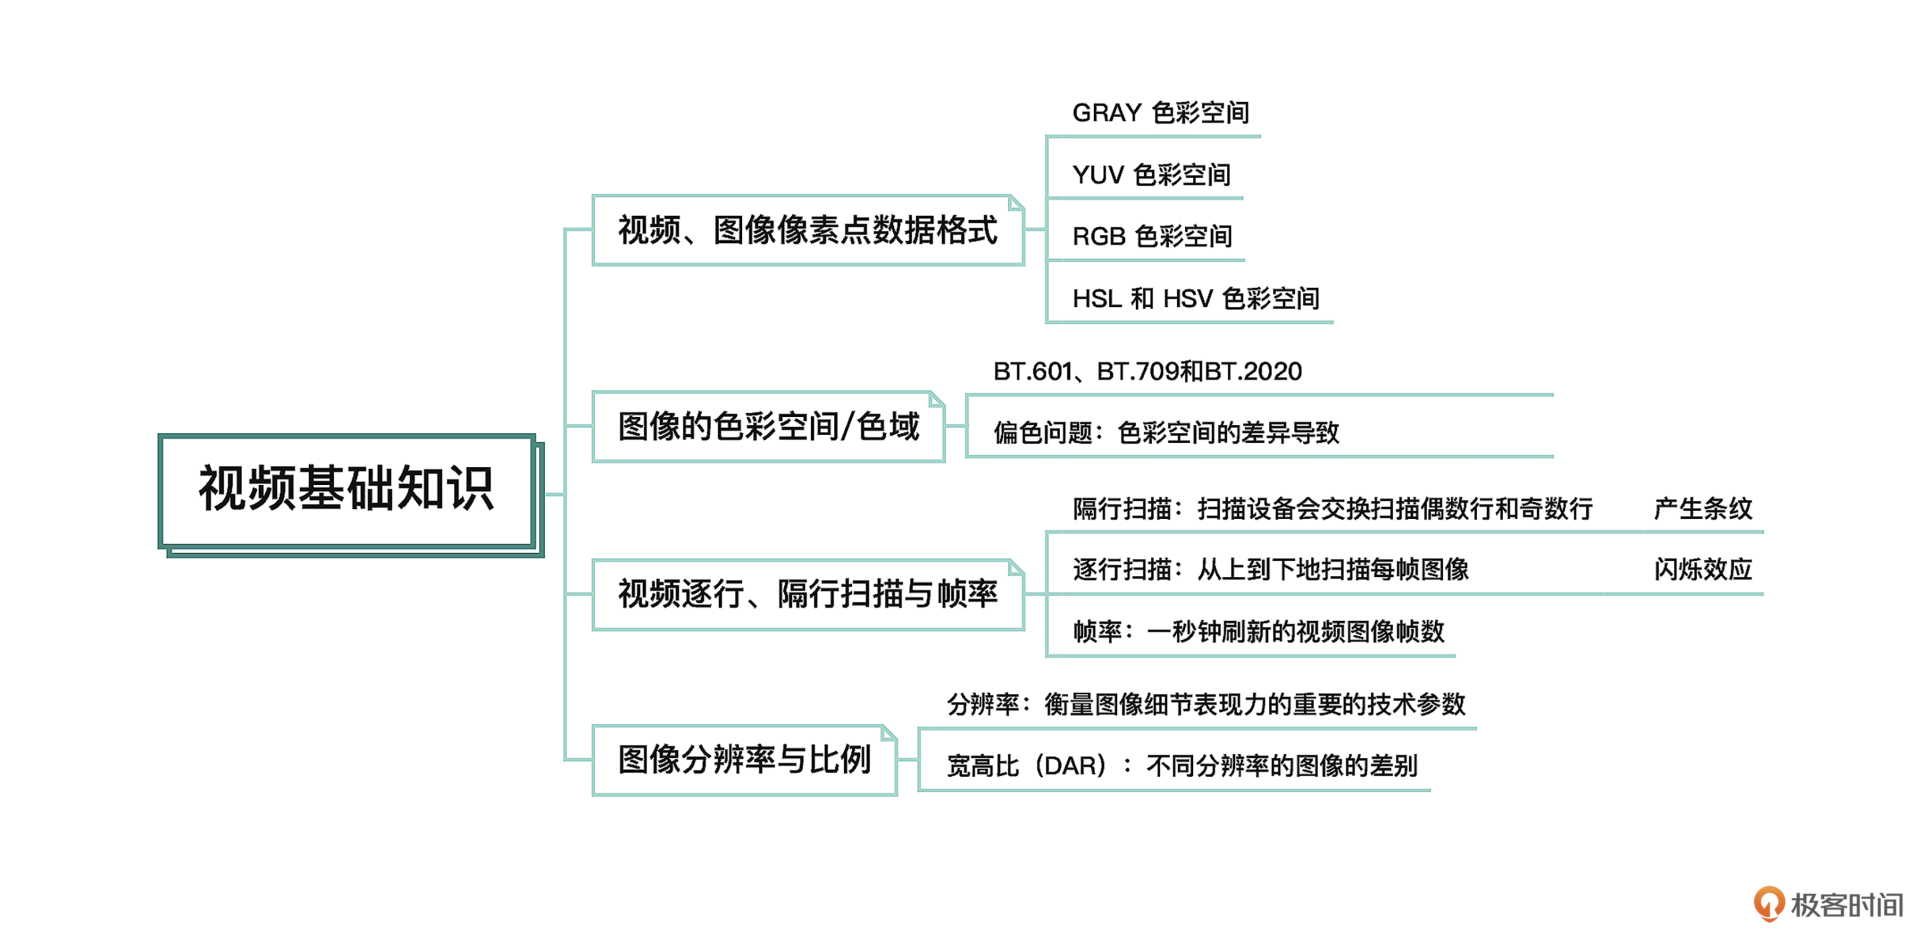 视频基础知识
视频、图像像素点数据格式
GRAY 色彩空间
YUV 色彩空间
RGB 色彩空间
HSL 和 HSV 色彩空间
图像的色彩空间/色域
BT.601、BT.709和BT.2020
偏色问题：色彩空间的差异导致
视频逐行、隔行扫描与帧率
隔行扫描：扫描设备会交换扫描偶数行和奇数行 产生条纹
逐行扫描：从上到下地扫描每帧图像 闪烁效应
帧率：一秒钟刷新的视频图像帧数
图像分辨率与比例
分辨率：衡量图像细节表现力的重要的技术参数
宽高比（DAR）：不同分辨率的图像的差别
极客时间